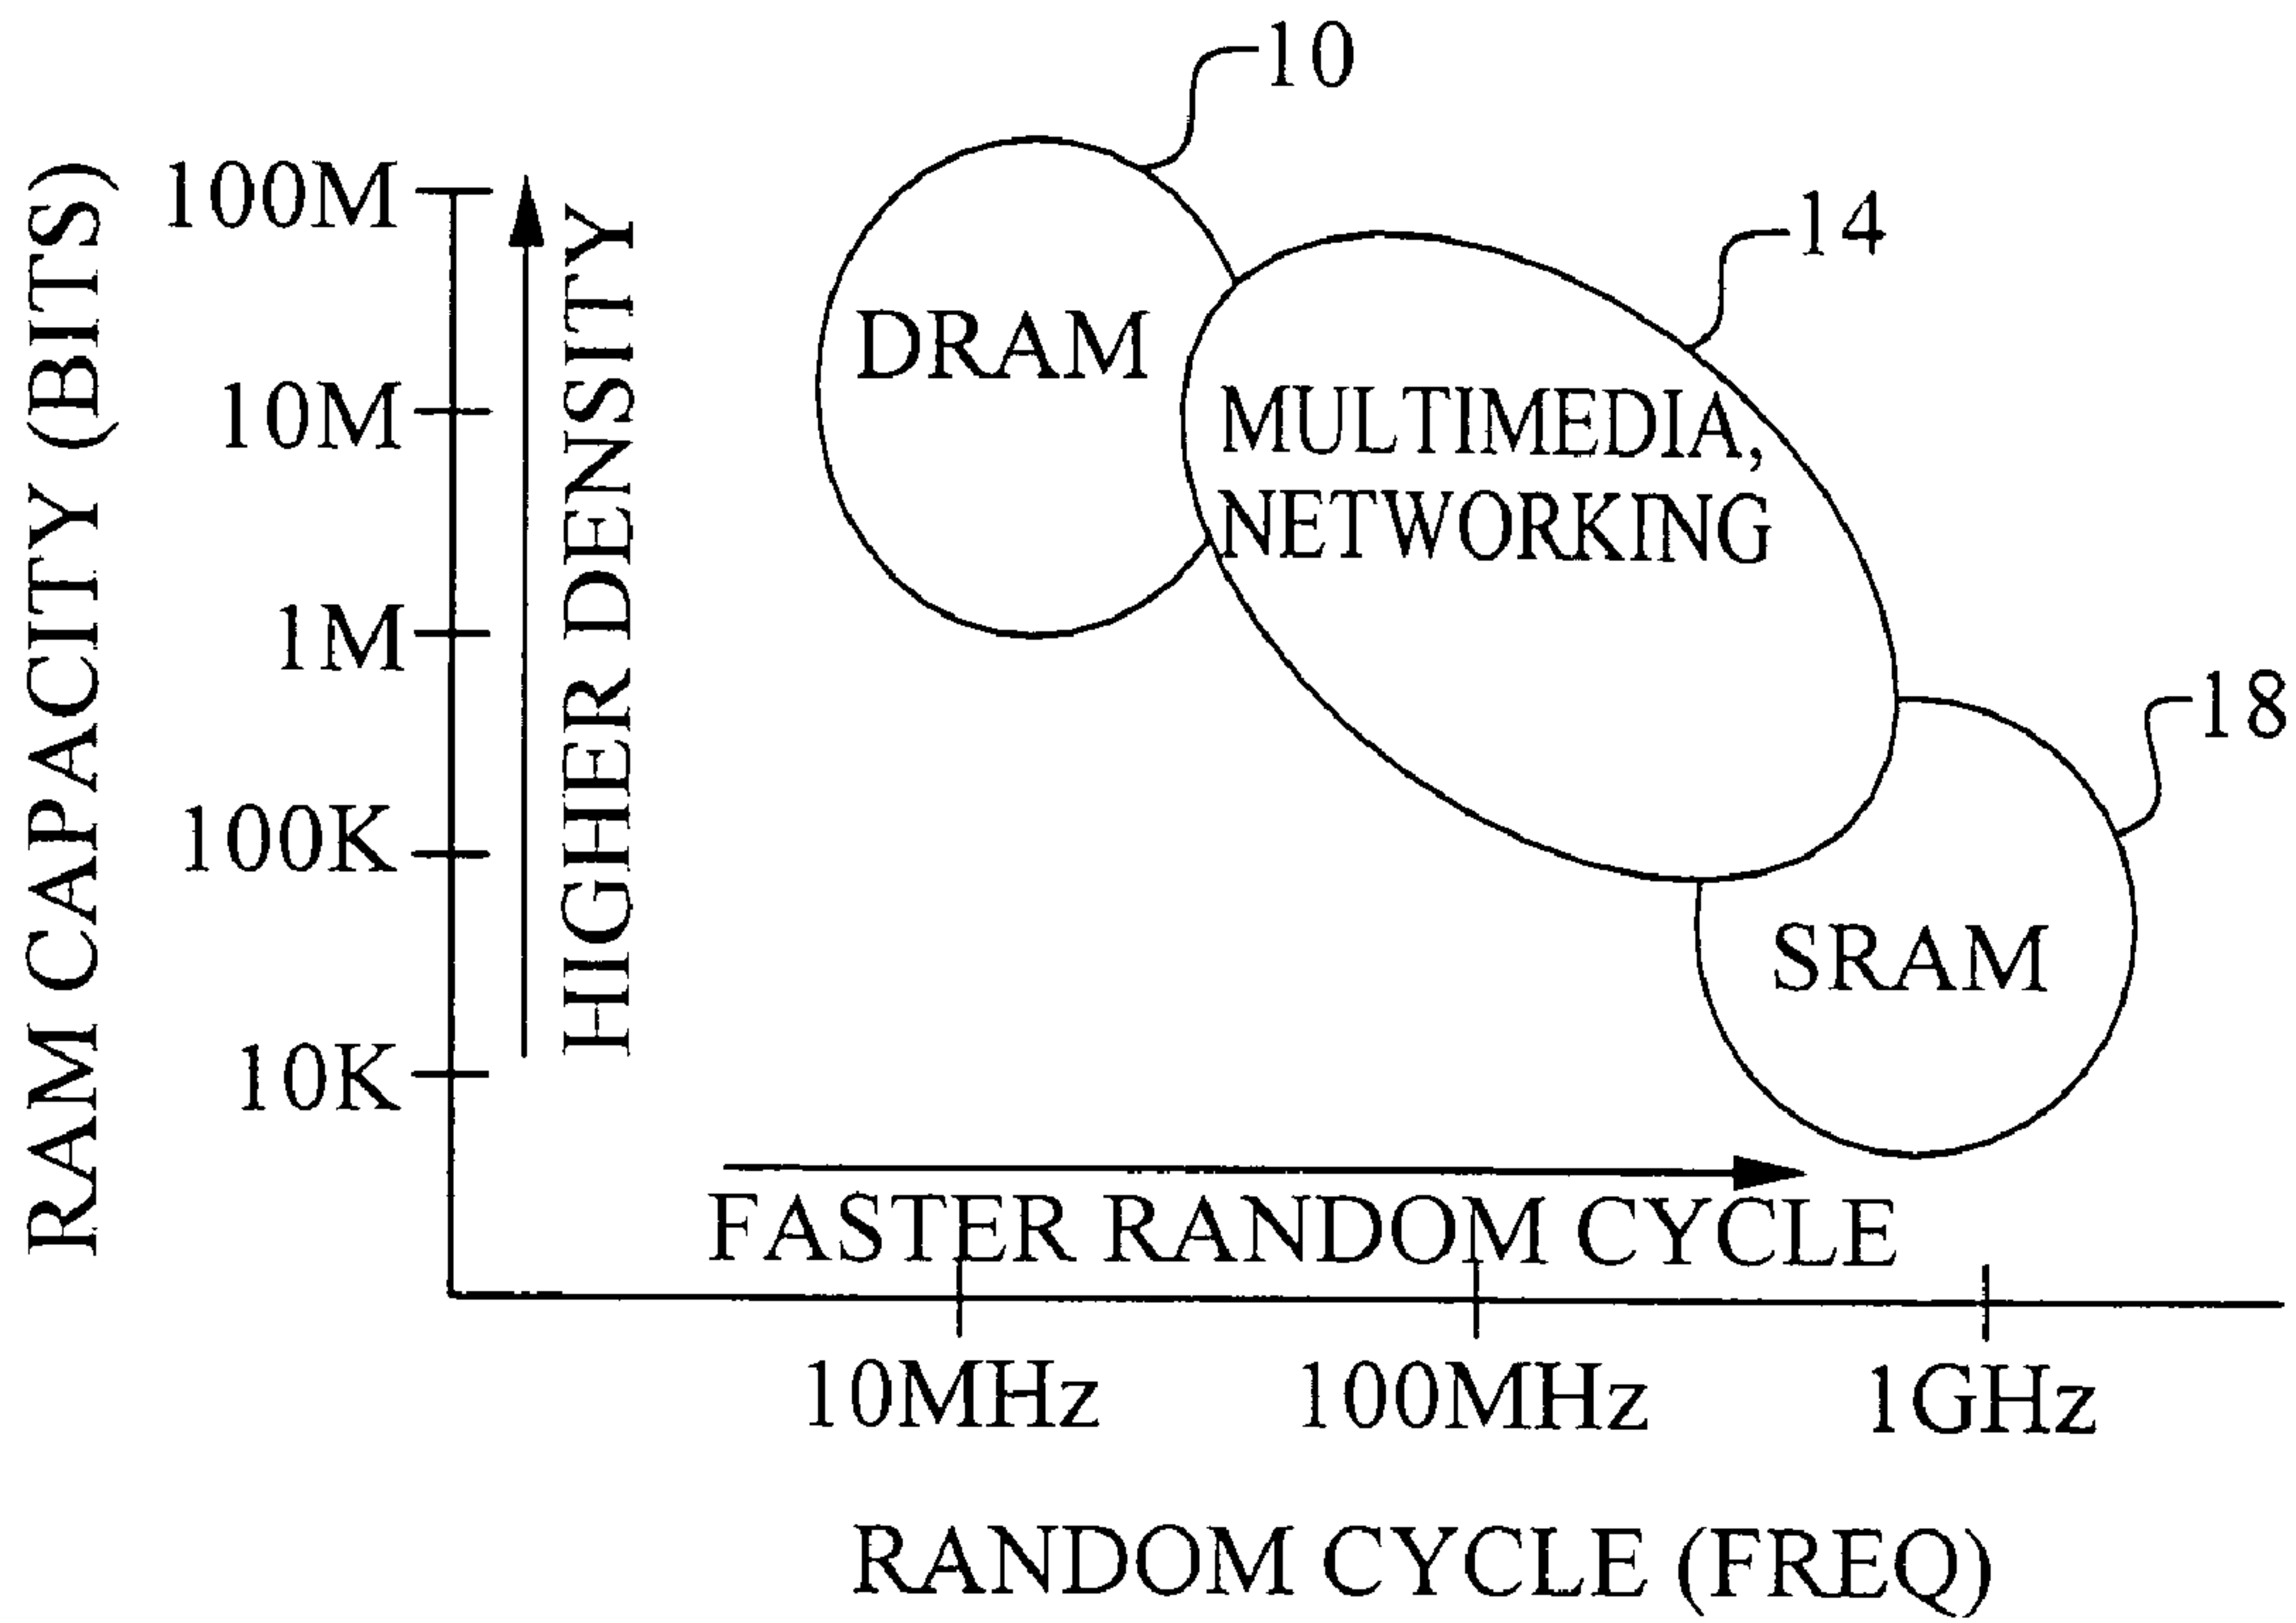 10
14
18
RAM CAPACITY (BITS)
100M
10M
1M
100K
10K
HIGHER DENSITY
DRAM
MULTIMEDIA,
NETWORKING
SRAM
FASTER RANDOM CYCLE
10MHz
100MHz
1GHz
RANDOM CYCLE (FREQ)